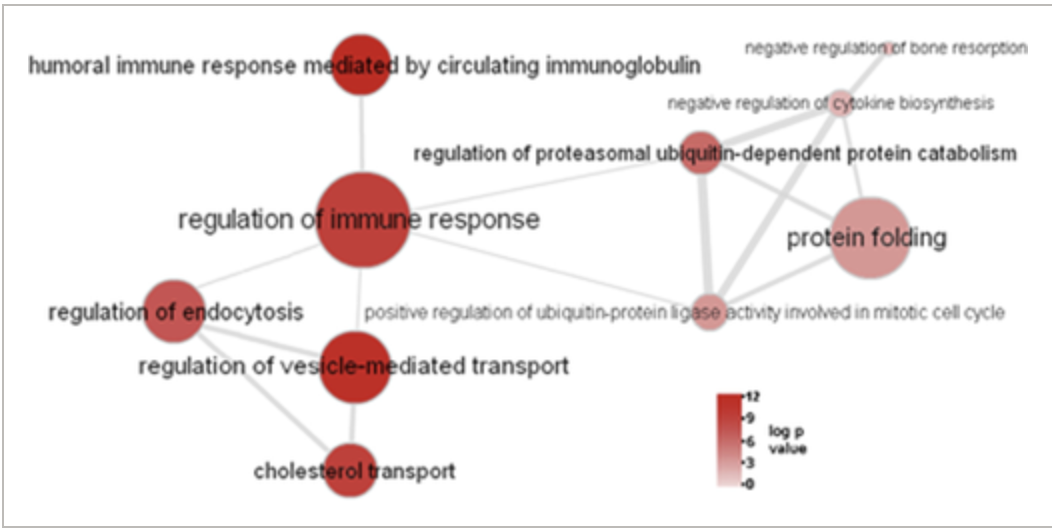 negative regulation of bone resorption
humoral immune response mediated by circulating immunoglobulin
negative regulation of cytokine biosynthesis
regulation of proteasomal ubiquitin-dependent protein catabolism
regulation of immune response
protein folding
regulation of endocytosis
positive regulation of ubiquitin-protein ligase activity involved in mitotic cell cycle
regulation of vesicle-mediated transport
cholesterol transport
12
9
6
3
0
log p
value